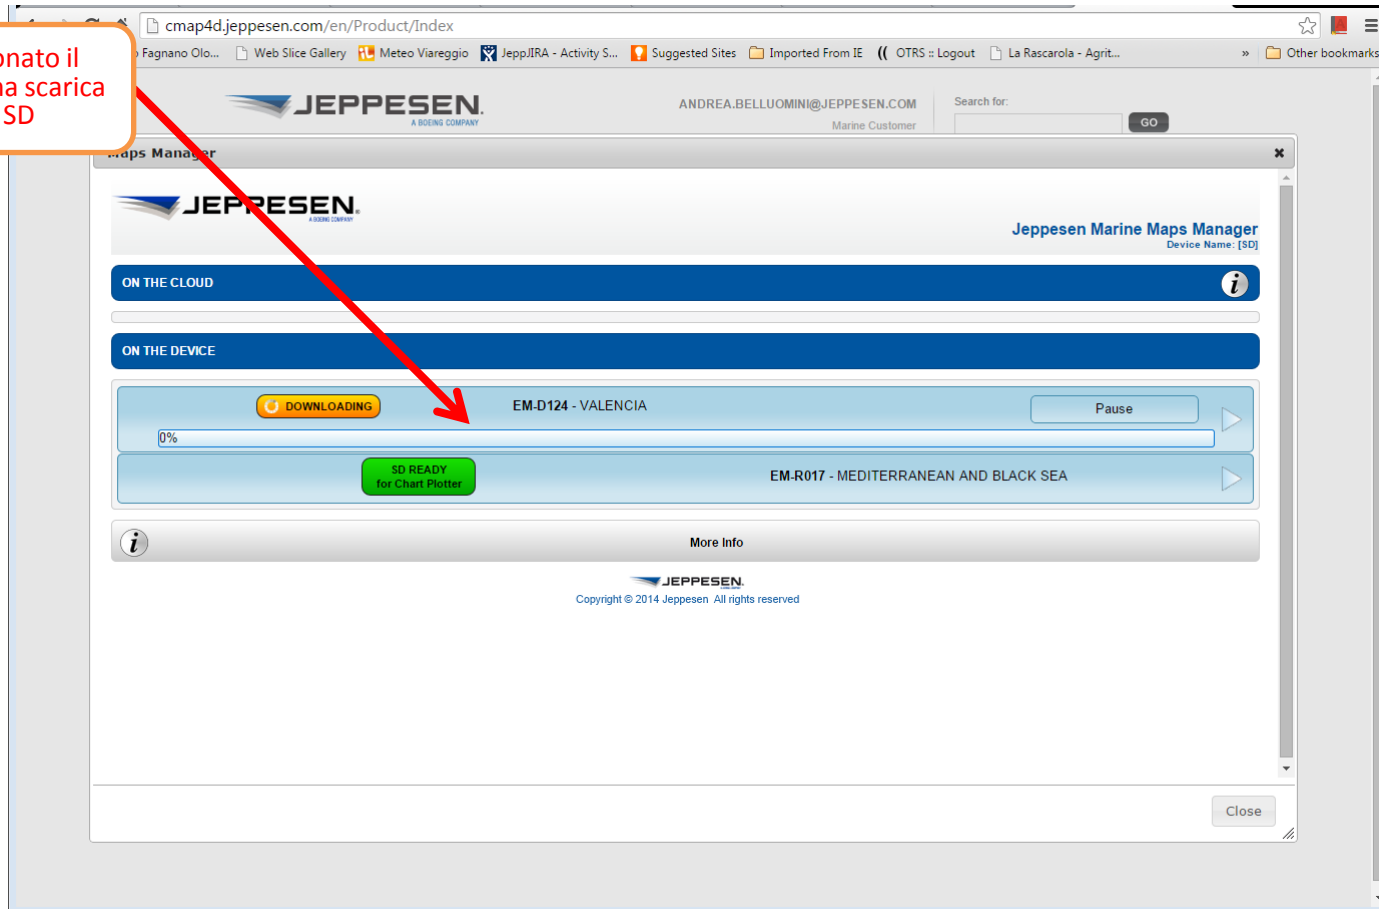 cmap4d.jeppesen.com/en/Product/Index
Fagnano Olo... Web Slice Gallery Meteo Viareggio JeppJIRA - Activity S... Suggested Sites Imported From IE OTRS :: Logout La Rascarola - Agrit... » Other bookmarks
onato il
na scarica
SD
JEPPESEN.
A BOEING COMPANY
ANDREA.BELLUOMINI@JEPPESEN.COM
Marine Customer
Search for:
GO
Maps Manager
JEPPESEN.
A BOEING COMPANY
Jeppesen Marine Maps Manager
Device Name: [SD]
ON THE CLOUD
ON THE DEVICE
DOWNLOADING EM-D124 - VALENCIA Pause
0%
SD READY
for Chart Plotter
EM-R017 - MEDITERRANEAN AND BLACK SEA
More Info
JEPPESEN.
Copyright © 2014 Jeppesen All rights reserved
Close